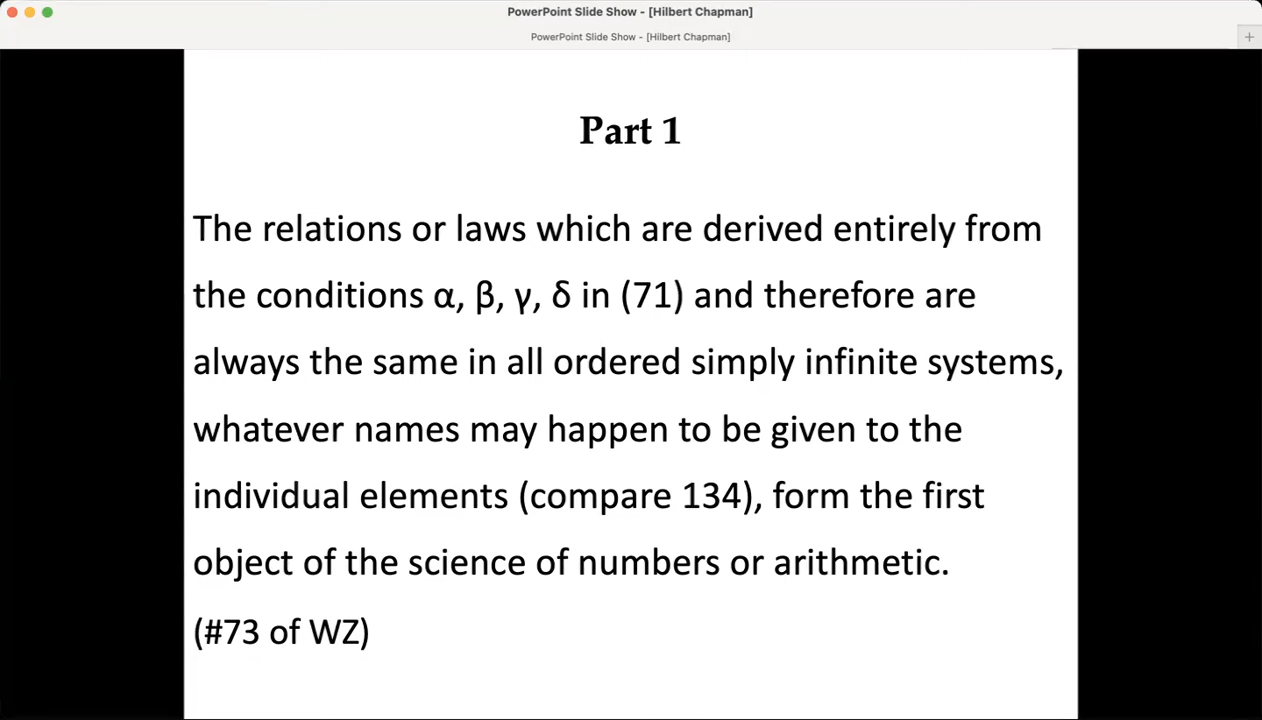 PowerPoint Slide Show - [Hilbert Chapman]
PowerPoint Slide Show - [Hilbert Chapman]
Part 1
The relations or laws which are derived entirely from
the conditions α, β, γ, δ in (71) and therefore are
always the same in all ordered simply infinite systems,
whatever names may happen to be given to the
individual elements (compare 134), form the first
object of the science of numbers or arithmetic.
(#73 of WZ)